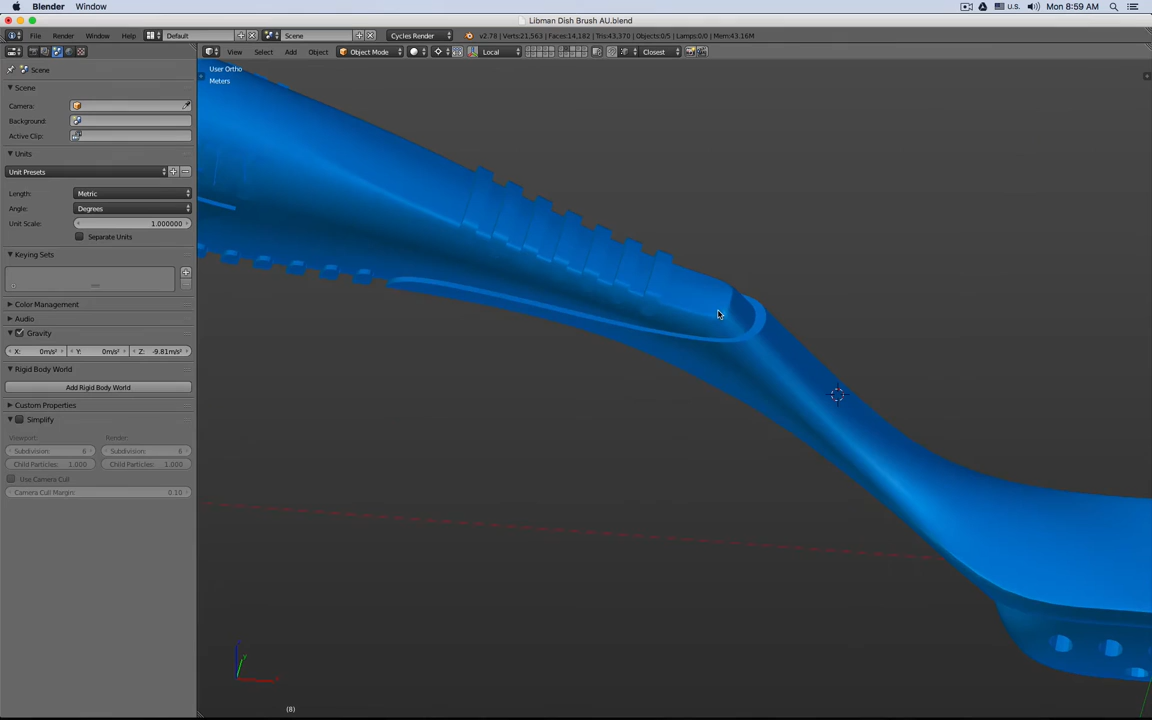 Blender Window U.S. Mon 8:59 AM
Libman Dish Brush AU.blend
File Render Window Help Default Scene Cycles Render v2.78 | Verts:21,563 | Faces:14,182 | Tris:43,370 | Objects:0/5 | Lamps:0/0 | Mem:43.16M
View Select Add Object Object Mode Local Closest
Scene
User Ortho
Meters
Scene
Camera:
Background:
Active Clip:
Units
Unit Presets
Length: Metric
Angle: Degrees
Unit Scale: 1.000000
Separate Units
Keying Sets
Color Management
Audio
Gravity
X: 0m/s² Y: 0m/s² Z: -9.81m/s²
Rigid Body World
Add Rigid Body World
Custom Properties
Simplify
Viewport: Render:
Subdivision: 6 Subdivision: 6
Child Particles: 1.000 Child Particles: 1.000
Use Camera Cull
Camera Cull Margin: 0.10
(8)